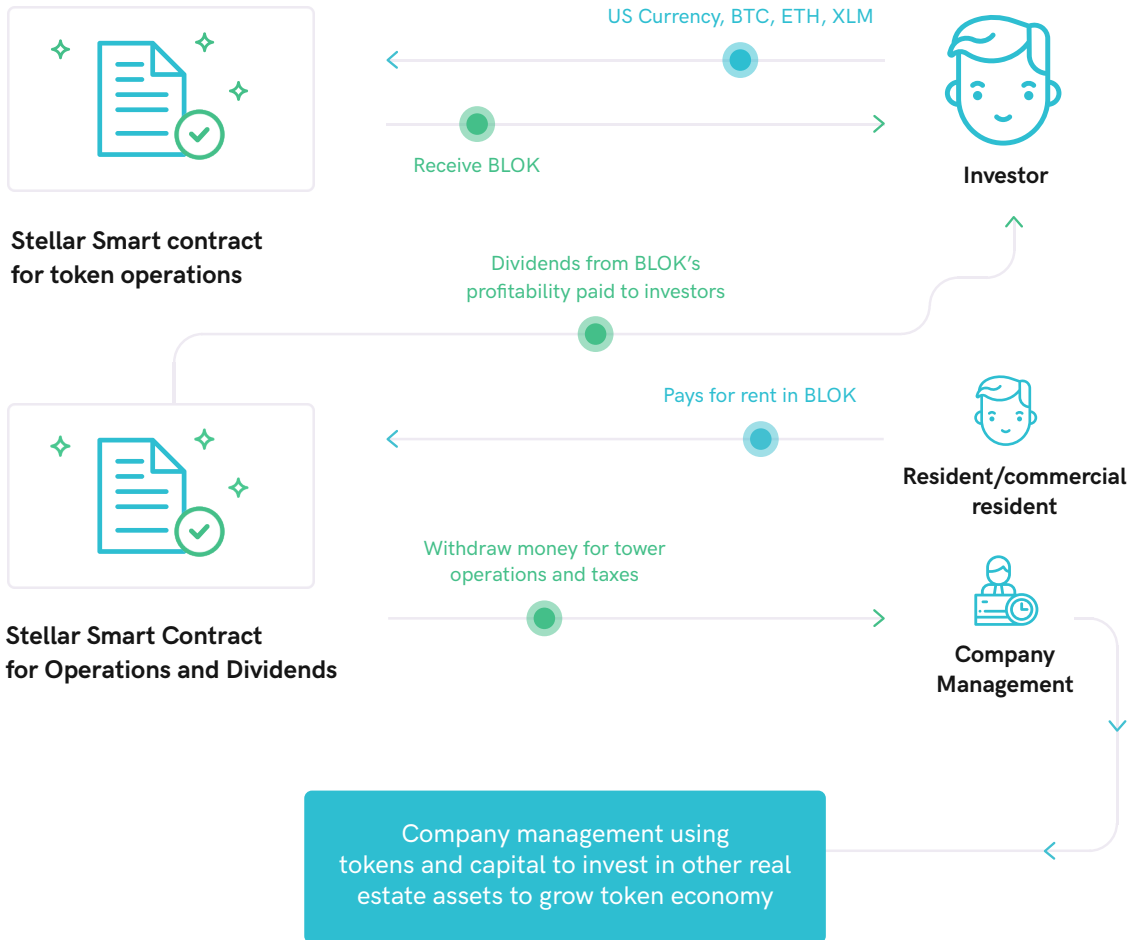 US Currency, BTC, ETH, XLM
Receive BLOK
Investor
Stellar Smart contract
for token operations
Dividends from BLOK’s
profitability paid to investors
Pays for rent in BLOK
Resident/commercial
resident
Withdraw money for tower
operations and taxes
Stellar Smart Contract
for Operations and Dividends
Company
Management
Company management using
tokens and capital to invest in other real
estate assets to grow token economy